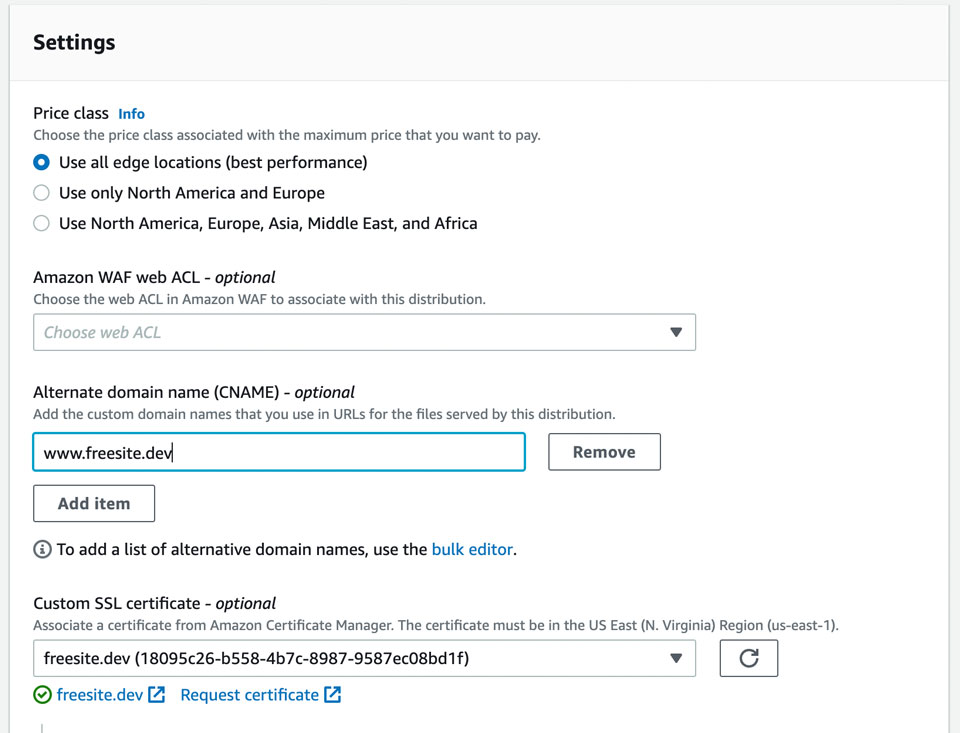 Settings
Price class Info
Choose the price class associated with the maximum price that you want to pay.
Use all edge locations (best performance)
Use only North America and Europe
Use North America, Europe, Asia, Middle East, and Africa
Amazon WAF web ACL - optional
Choose the web ACL in Amazon WAF to associate with this distribution.
Choose web ACL
Alternate domain name (CNAME) - optional
Add the custom domain names that you use in URLs for the files served by this distribution.
www.freesite.dev Remove
Add item
To add a list of alternative domain names, use the bulk editor.
Custom SSL certificate - optional
Associate a certificate from Amazon Certificate Manager. The certificate must be in the US East (N. Virginia) Region (us-east-1).
freesite.dev (18095c26-b558-4b7c-8987-9587ec08bd1f)
freesite.dev Request certificate